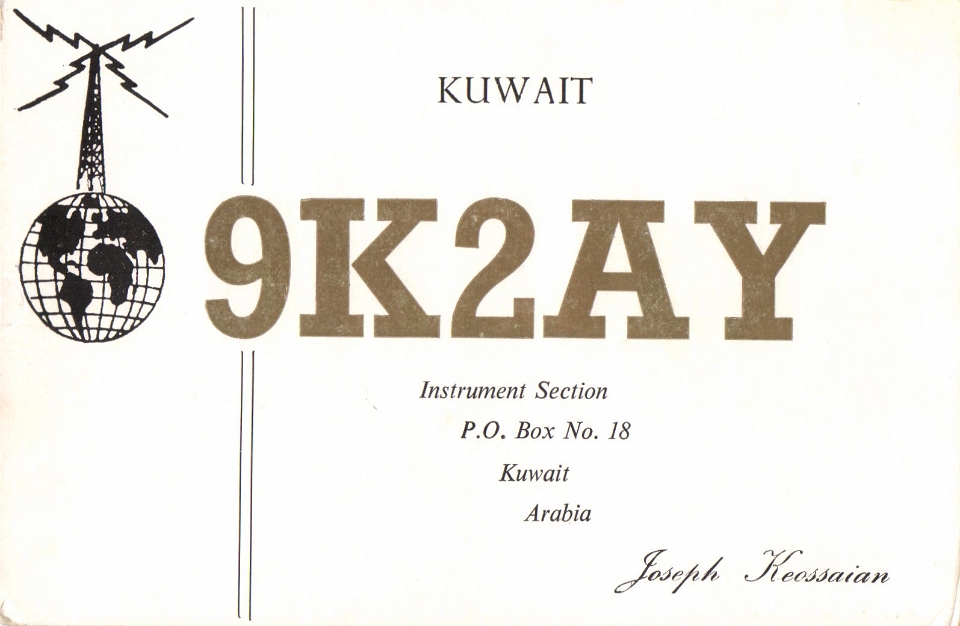 KUWAIT
9K2AY
Instrument Section
P.O. Box No. 18
Kuwait
Arabia
Joseph Keossaian